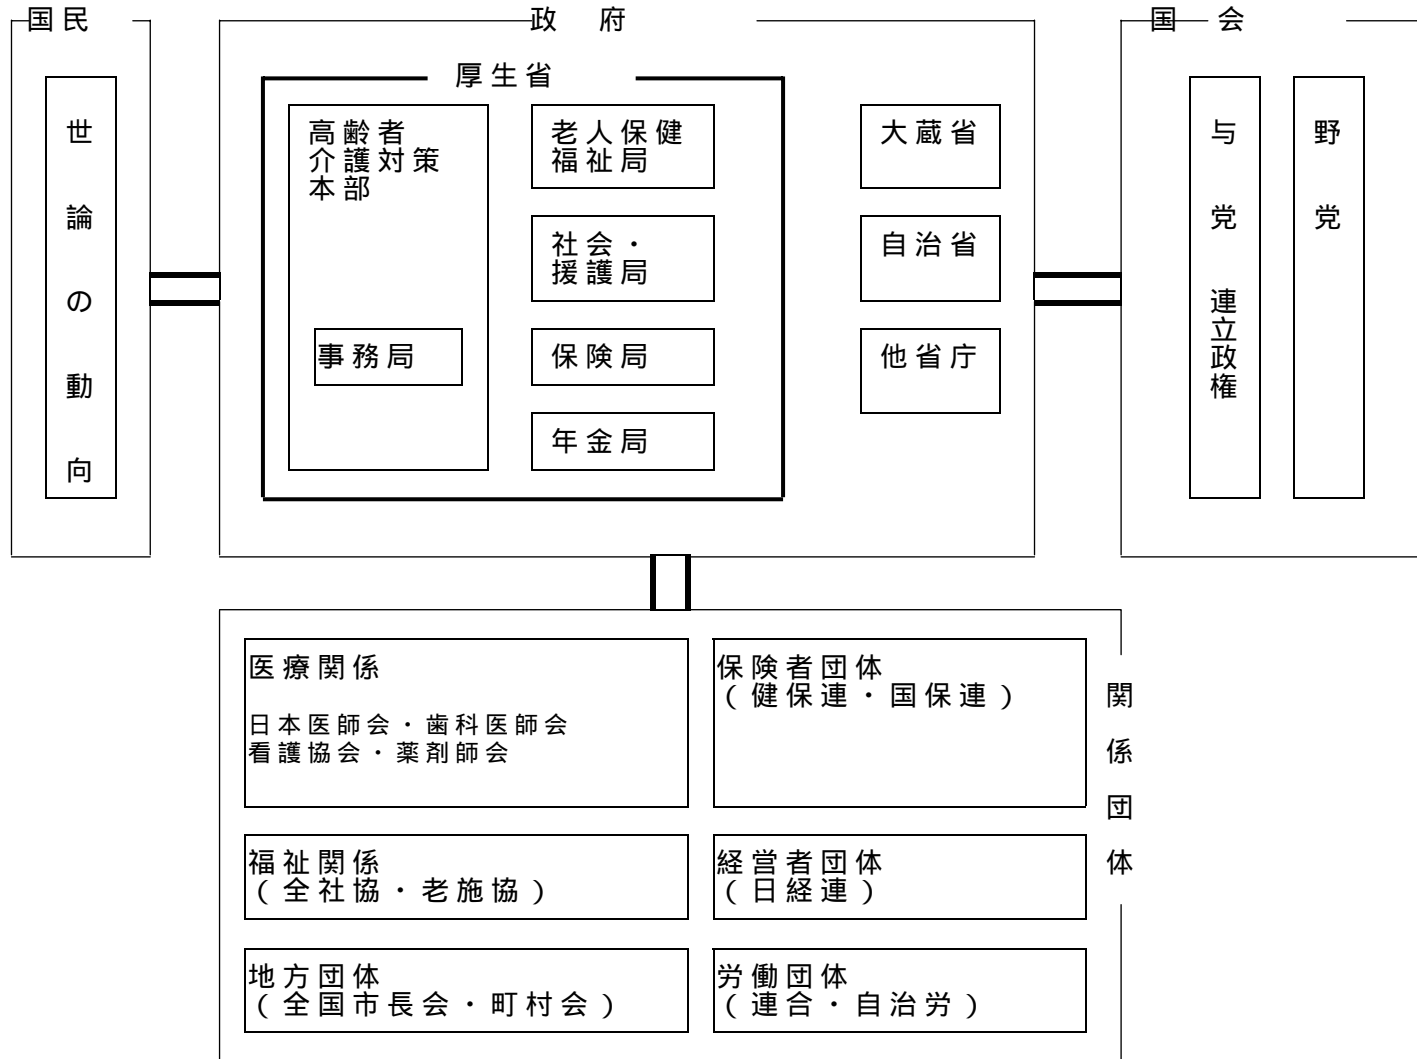 国民
世論の動向
政府
厚生省
高齢者
介護対策
本部
事務局
老人保健
福祉局
社会・
援護局
保険局
年金局
大蔵省
自治省
他省庁
国会
与党 連立政権
野党
医療関係
日本医師会・歯科医師会
看護協会・薬剤師会
保険者団体
(健保連・国保連)
福祉関係
(全社協・老施協)
経営者団体
(日経連)
地方団体
(全国市長会・町村会)
労働団体
(連合・自治労)
関係団体